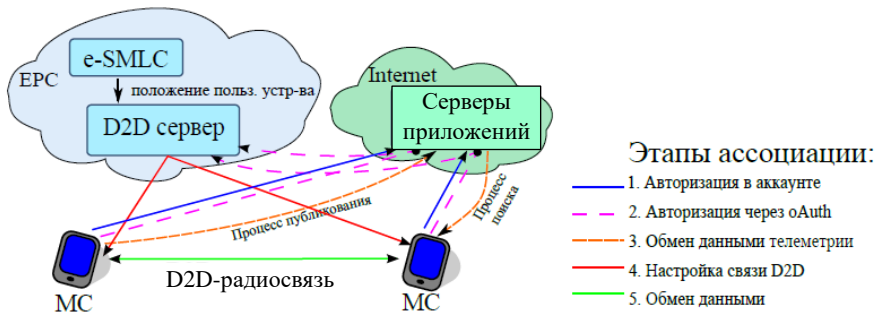 e-SMLC
EPC
положение польз. устр-ва
D2D сервер
Internet
Серверы
приложений
Процесс публикования
Процесс
поиска
D2D-радиосвязь
МС
МС
Этапы ассоциации:
1. Авторизация в аккаунте
2. Авторизация через oAuth
3. Обмен данными телеметрии
4. Настройка связи D2D
5. Обмен данными